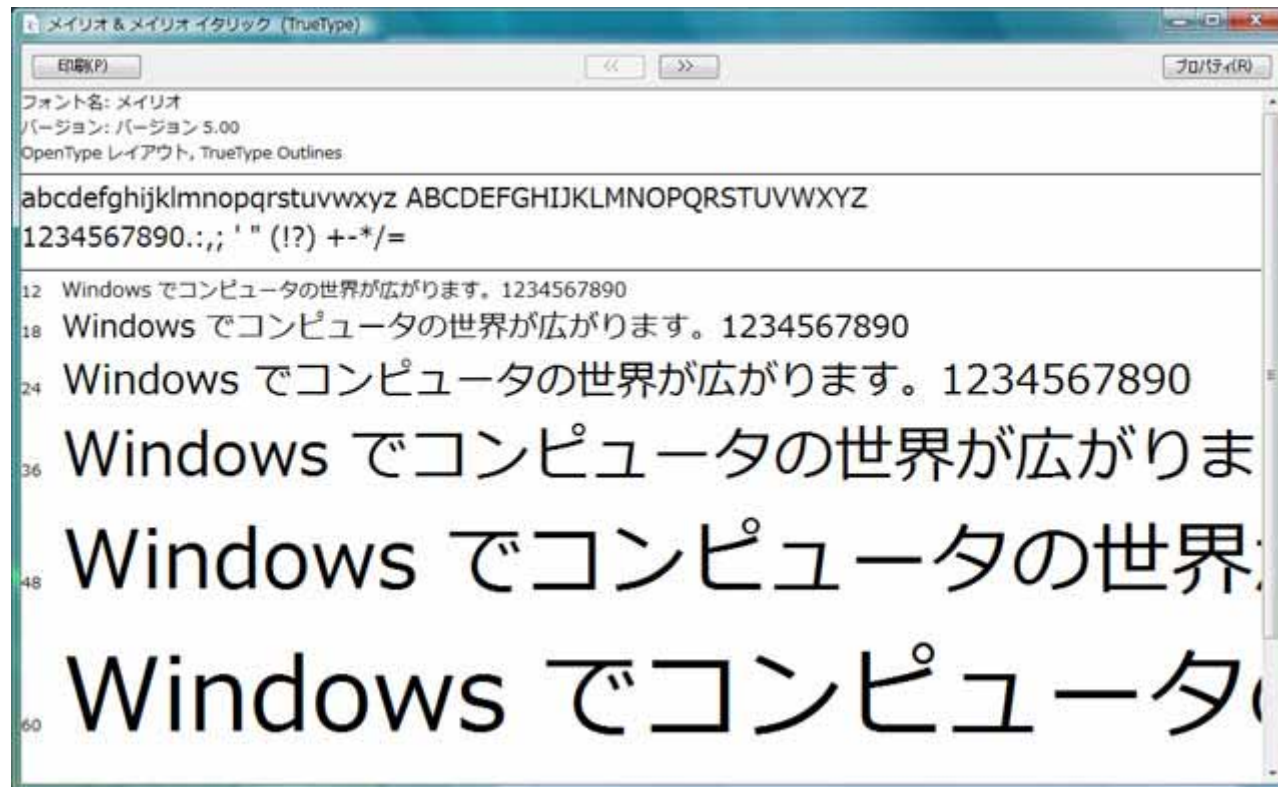 メイリオ & メイリオ イタリック (TrueType)
印刷(P) << >> プロパティ(R)
フォント名: メイリオ
バージョン: バージョン 5.00
OpenType レイアウト, TrueType Outlines
abcdefghijklmnopqrstuvwxyz ABCDEFGHIJKLMNOPQRSTUVWXYZ
1234567890.:,; ' " (!?) +-*/=
12 Windows でコンピュータの世界が広がります。1234567890
18 Windows でコンピュータの世界が広がります。1234567890
24 Windows でコンピュータの世界が広がります。1234567890
36 Windows でコンピュータの世界が広がりま
48 Windows でコンピュータの世界
60 Windows でコンピュータ